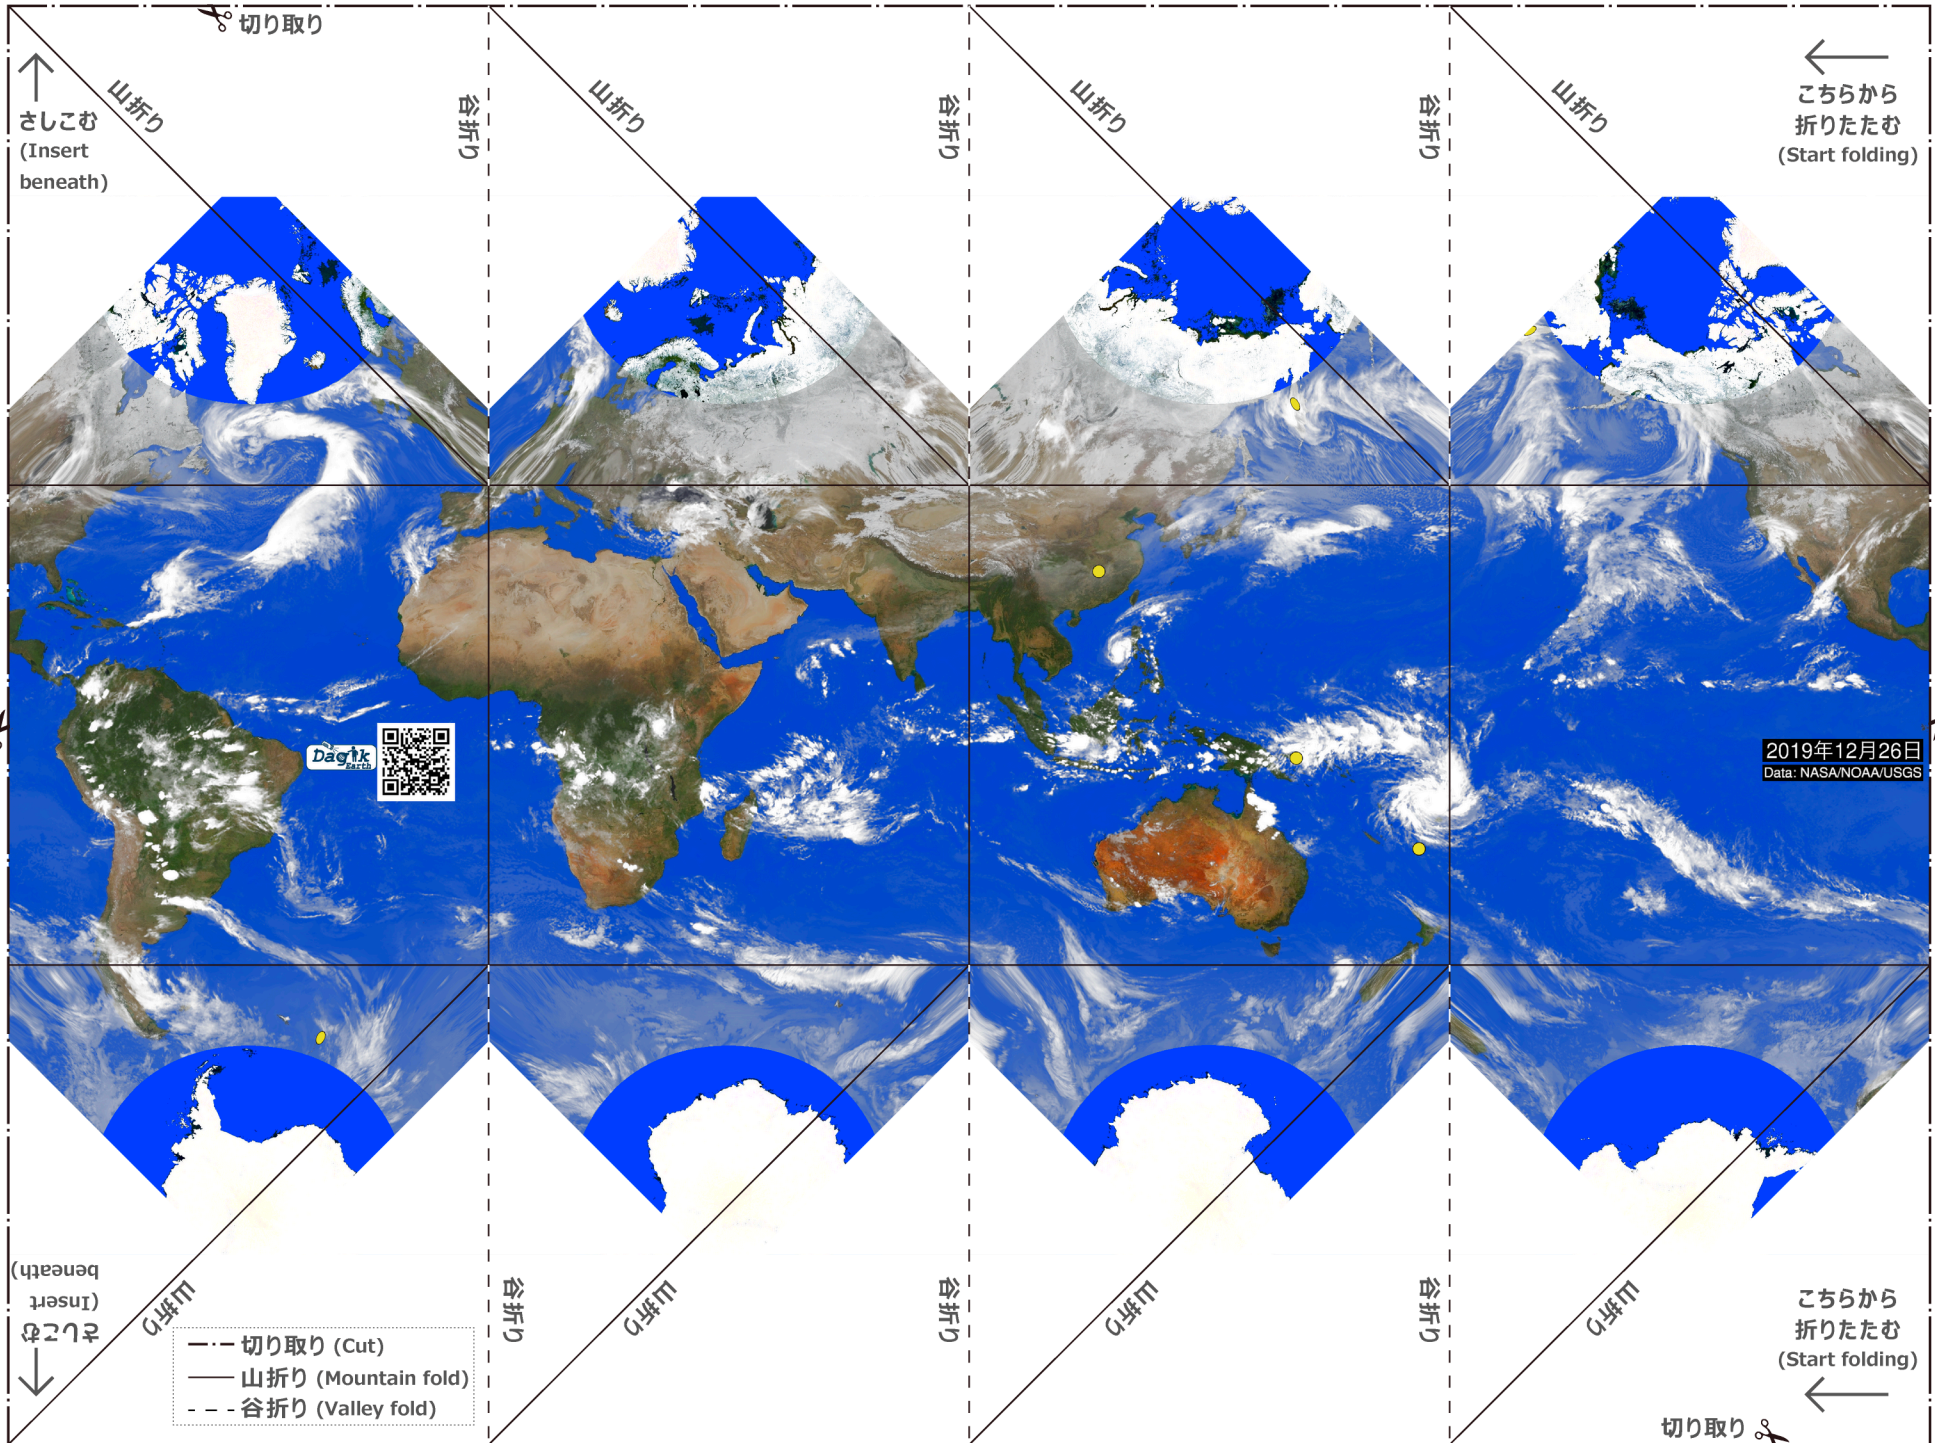 切り取り
さしこむ
(Insert
beneath)
山折り
谷折り
山折り
谷折り
山折り
谷折り
山折り
こちらから
折りたたむ
(Start folding)
Dagik
Earth
2019年12月26日
Data: NASA/NOAA/USGS
さしこむ
(Insert
beneath)
山折り
谷折り
山折り
谷折り
山折り
谷折り
山折り
こちらから
折りたたむ
(Start folding)
切り取り (Cut)
山折り (Mountain fold)
谷折り (Valley fold)
切り取り